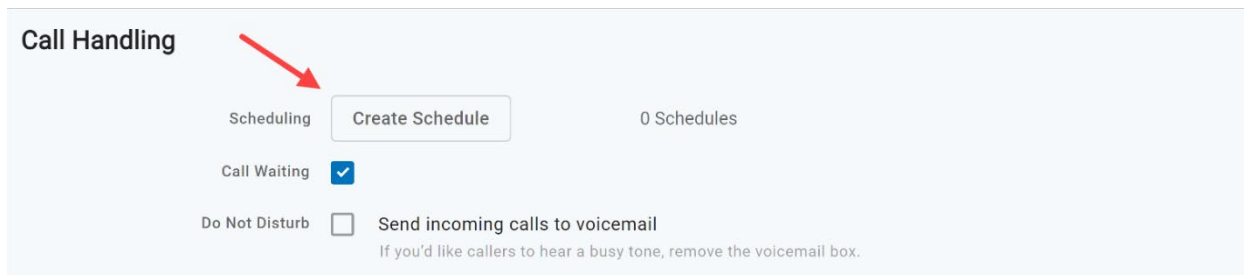 Call Handling
Scheduling Create Schedule 0 Schedules
Call Waiting
Do Not Disturb Send incoming calls to voicemail
If you'd like callers to hear a busy tone, remove the voicemail box.